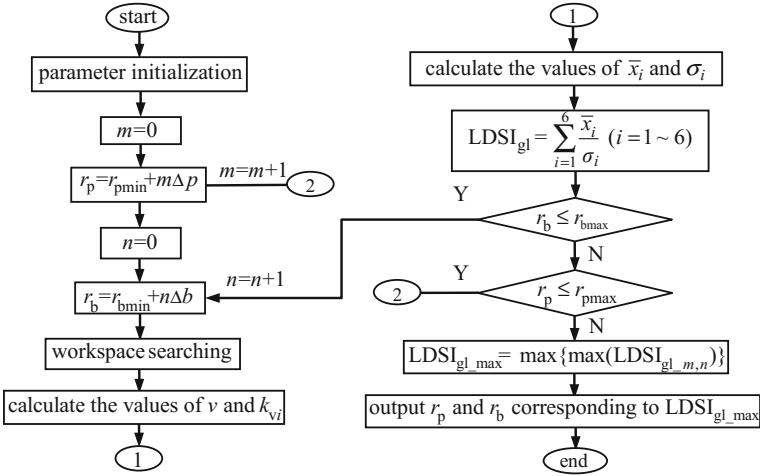 start
parameter initialization
m=0
r_p=r_pmin+mΔp
m=m+1
2
n=0
n=n+1
r_b=r_bmin+nΔb
workspace searching
calculate the values of v and k_vi
1
1
calculate the values of x̄_i and σ_i
LDSI_gl = ∑_{i=1}^{6} x̄_i/σ_i (i=1~6)
Y
r_b ≤ r_bmax
N
Y
2
r_p ≤ r_pmax
N
LDSI_gl_max= max{max(LDSI_gl_m,n)}
output r_p and r_b corresponding to LDSI_gl_max
end